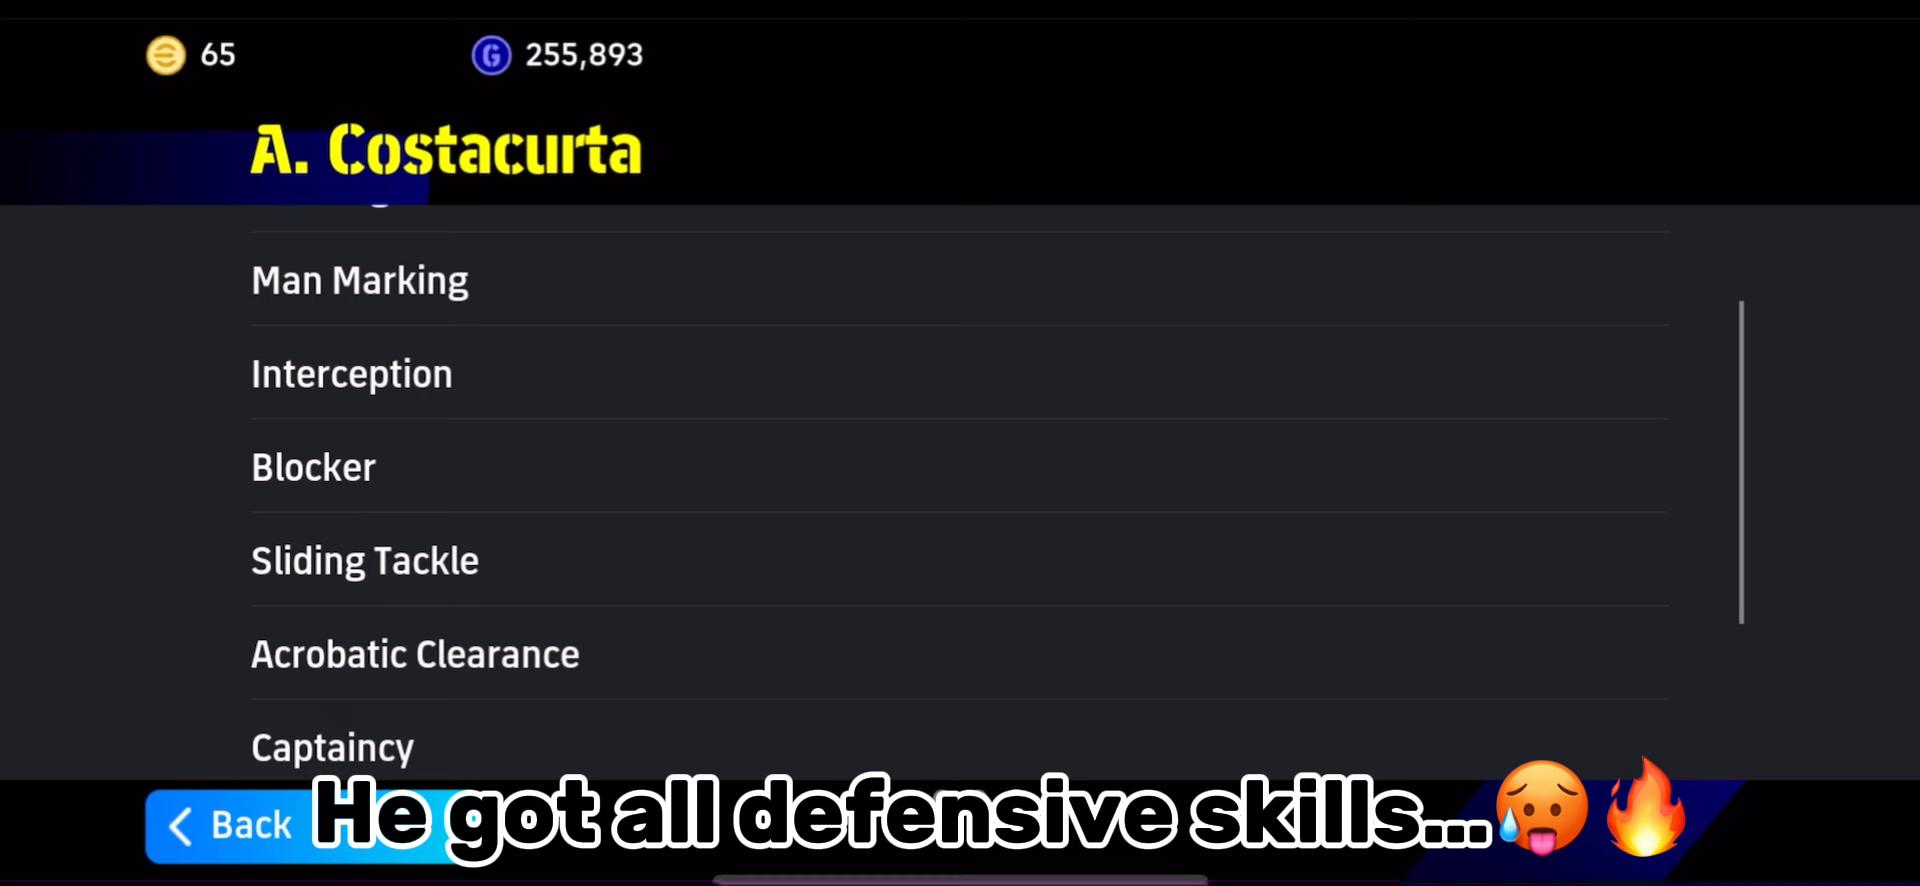 65
255,893
A. Costacurta
Man Marking
Interception
Blocker
Sliding Tackle
Acrobatic Clearance
Captaincy
Back
He got all defensive skills...🥵🔥